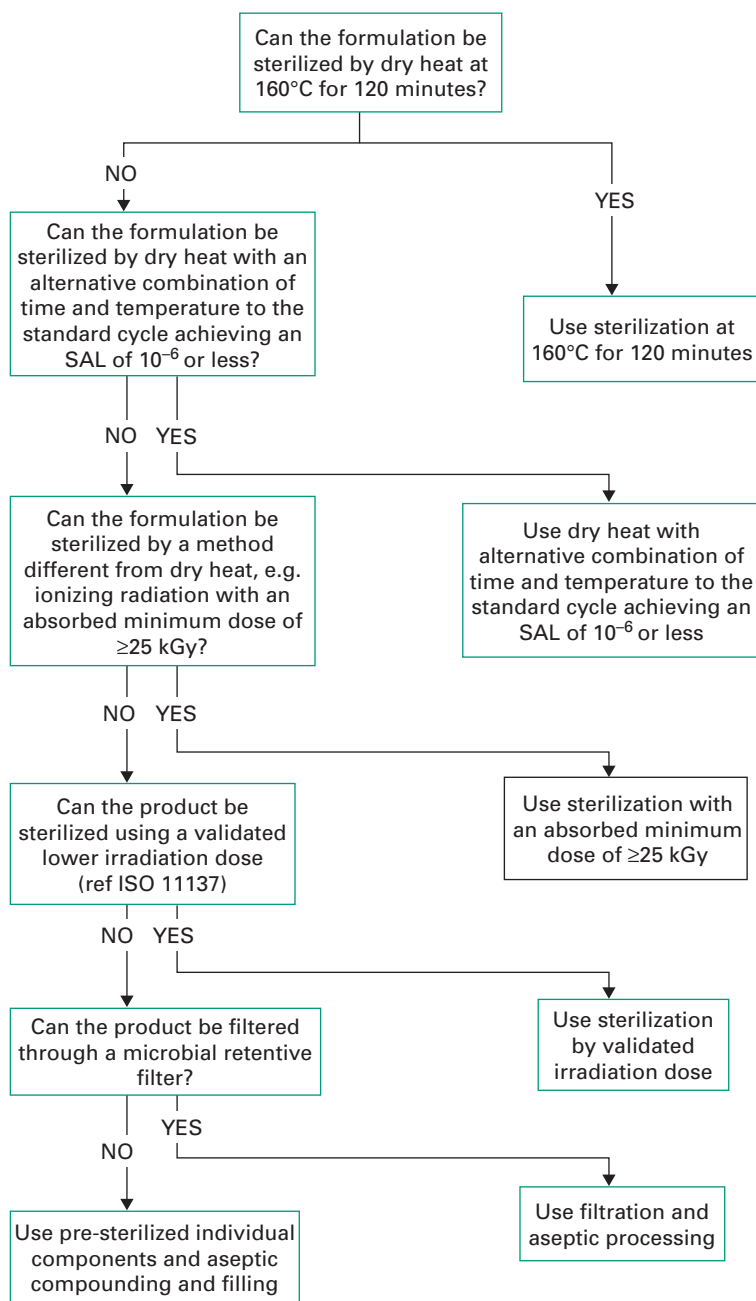 Can the formulation be
sterilized by dry heat at
160°C for 120 minutes?
NO
YES
Can the formulation be
sterilized by dry heat with an
alternative combination of
time and temperature to the
standard cycle achieving an
SAL of 10⁻⁶ or less?
Use sterilization at
160°C for 120 minutes
NO YES
Can the formulation be
sterilized by a method
different from dry heat, e.g.
ionizing radiation with an
absorbed minimum dose of
≥25 kGy?
Use dry heat with
alternative combination of
time and temperature to the
standard cycle achieving an
SAL of 10⁻⁶ or less
NO YES
Can the product be
sterilized using a validated
lower irradiation dose
(ref ISO 11137)
Use sterilization with
an absorbed minimum
dose of ≥25 kGy
NO YES
Can the product be filtered
through a microbial retentive
filter?
Use sterilization
by validated
irradiation dose
YES
NO
Use pre-sterilized individual
components and aseptic
compounding and filling
Use filtration and
aseptic processing